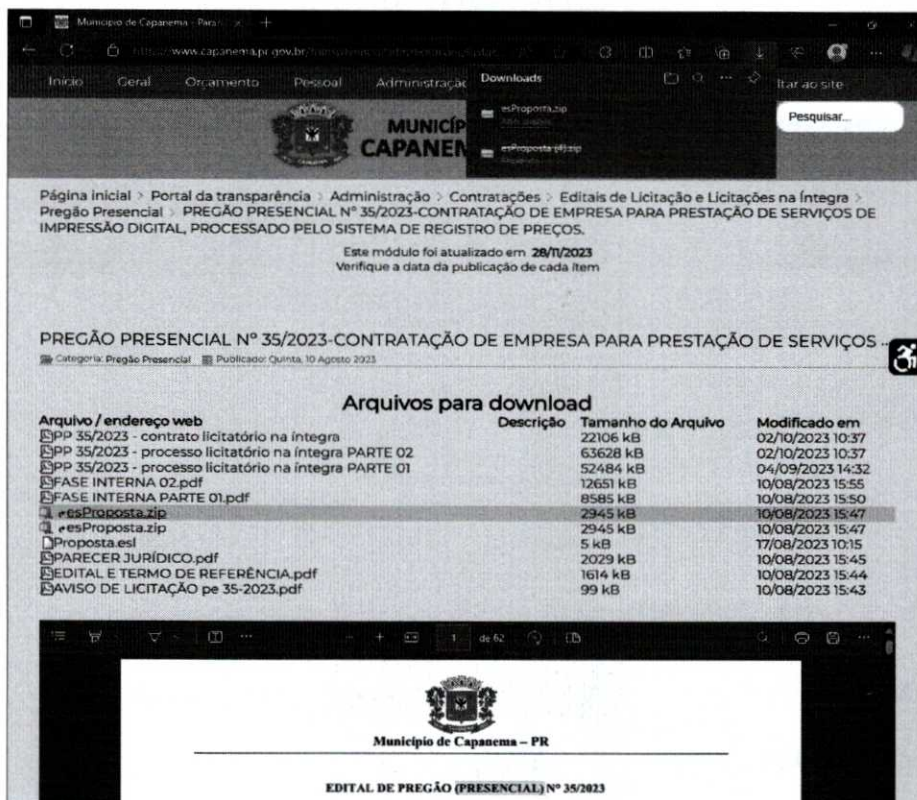 Município de Capanema - Paran
www.capanema.pr.gov.br
Início Geral Orçamento Pessoal Administração
Downloads
esProposta.zip
esProposta (4).zip
ltar ao site
Pesquisar...
MUNICÍP
CAPANEM
Página inicial > Portal da transparência > Administração > Contratações > Editais de Licitação e Licitações na Íntegra >
Pregão Presencial > PREGÃO PRESENCIAL Nº 35/2023-CONTRATAÇÃO DE EMPRESA PARA PRESTAÇÃO DE SERVIÇOS DE
IMPRESSÃO DIGITAL, PROCESSADO PELO SISTEMA DE REGISTRO DE PREÇOS.
Este módulo foi atualizado em 28/11/2023
Verifique a data da publicação de cada item
PREGÃO PRESENCIAL Nº 35/2023-CONTRATAÇÃO DE EMPRESA PARA PRESTAÇÃO DE SERVIÇOS ...
Categoria: Pregão Presencial Publicado: Quinta, 10 Agosto 2023
Arquivos para download
Arquivo / endereço web Descrição Tamanho do Arquivo Modificado em
PP 35/2023 - contrato licitatório na íntegra 22106 kB 02/10/2023 10:37
PP 35/2023 - processo licitatório na íntegra PARTE 02 63628 kB 02/10/2023 10:37
PP 35/2023 - processo licitatório na íntegra PARTE 01 52484 kB 04/09/2023 14:32
FASE INTERNA 02.pdf 12651 kB 10/08/2023 15:55
FASE INTERNA PARTE 01.pdf 8585 kB 10/08/2023 15:50
esProposta.zip 2945 kB 10/08/2023 15:47
esProposta.zip 2945 kB 10/08/2023 15:47
Proposta.esl 5 kB 17/08/2023 10:15
PARECER JURÍDICO.pdf 2029 kB 10/08/2023 15:45
EDITAL E TERMO DE REFERÊNCIA.pdf 1614 kB 10/08/2023 15:44
AVISO DE LICITAÇÃO pe 35-2023.pdf 99 kB 10/08/2023 15:43
1 de 62
Município de Capanema – PR
EDITAL DE PREGÃO (PRESENCIAL) Nº 35/2023